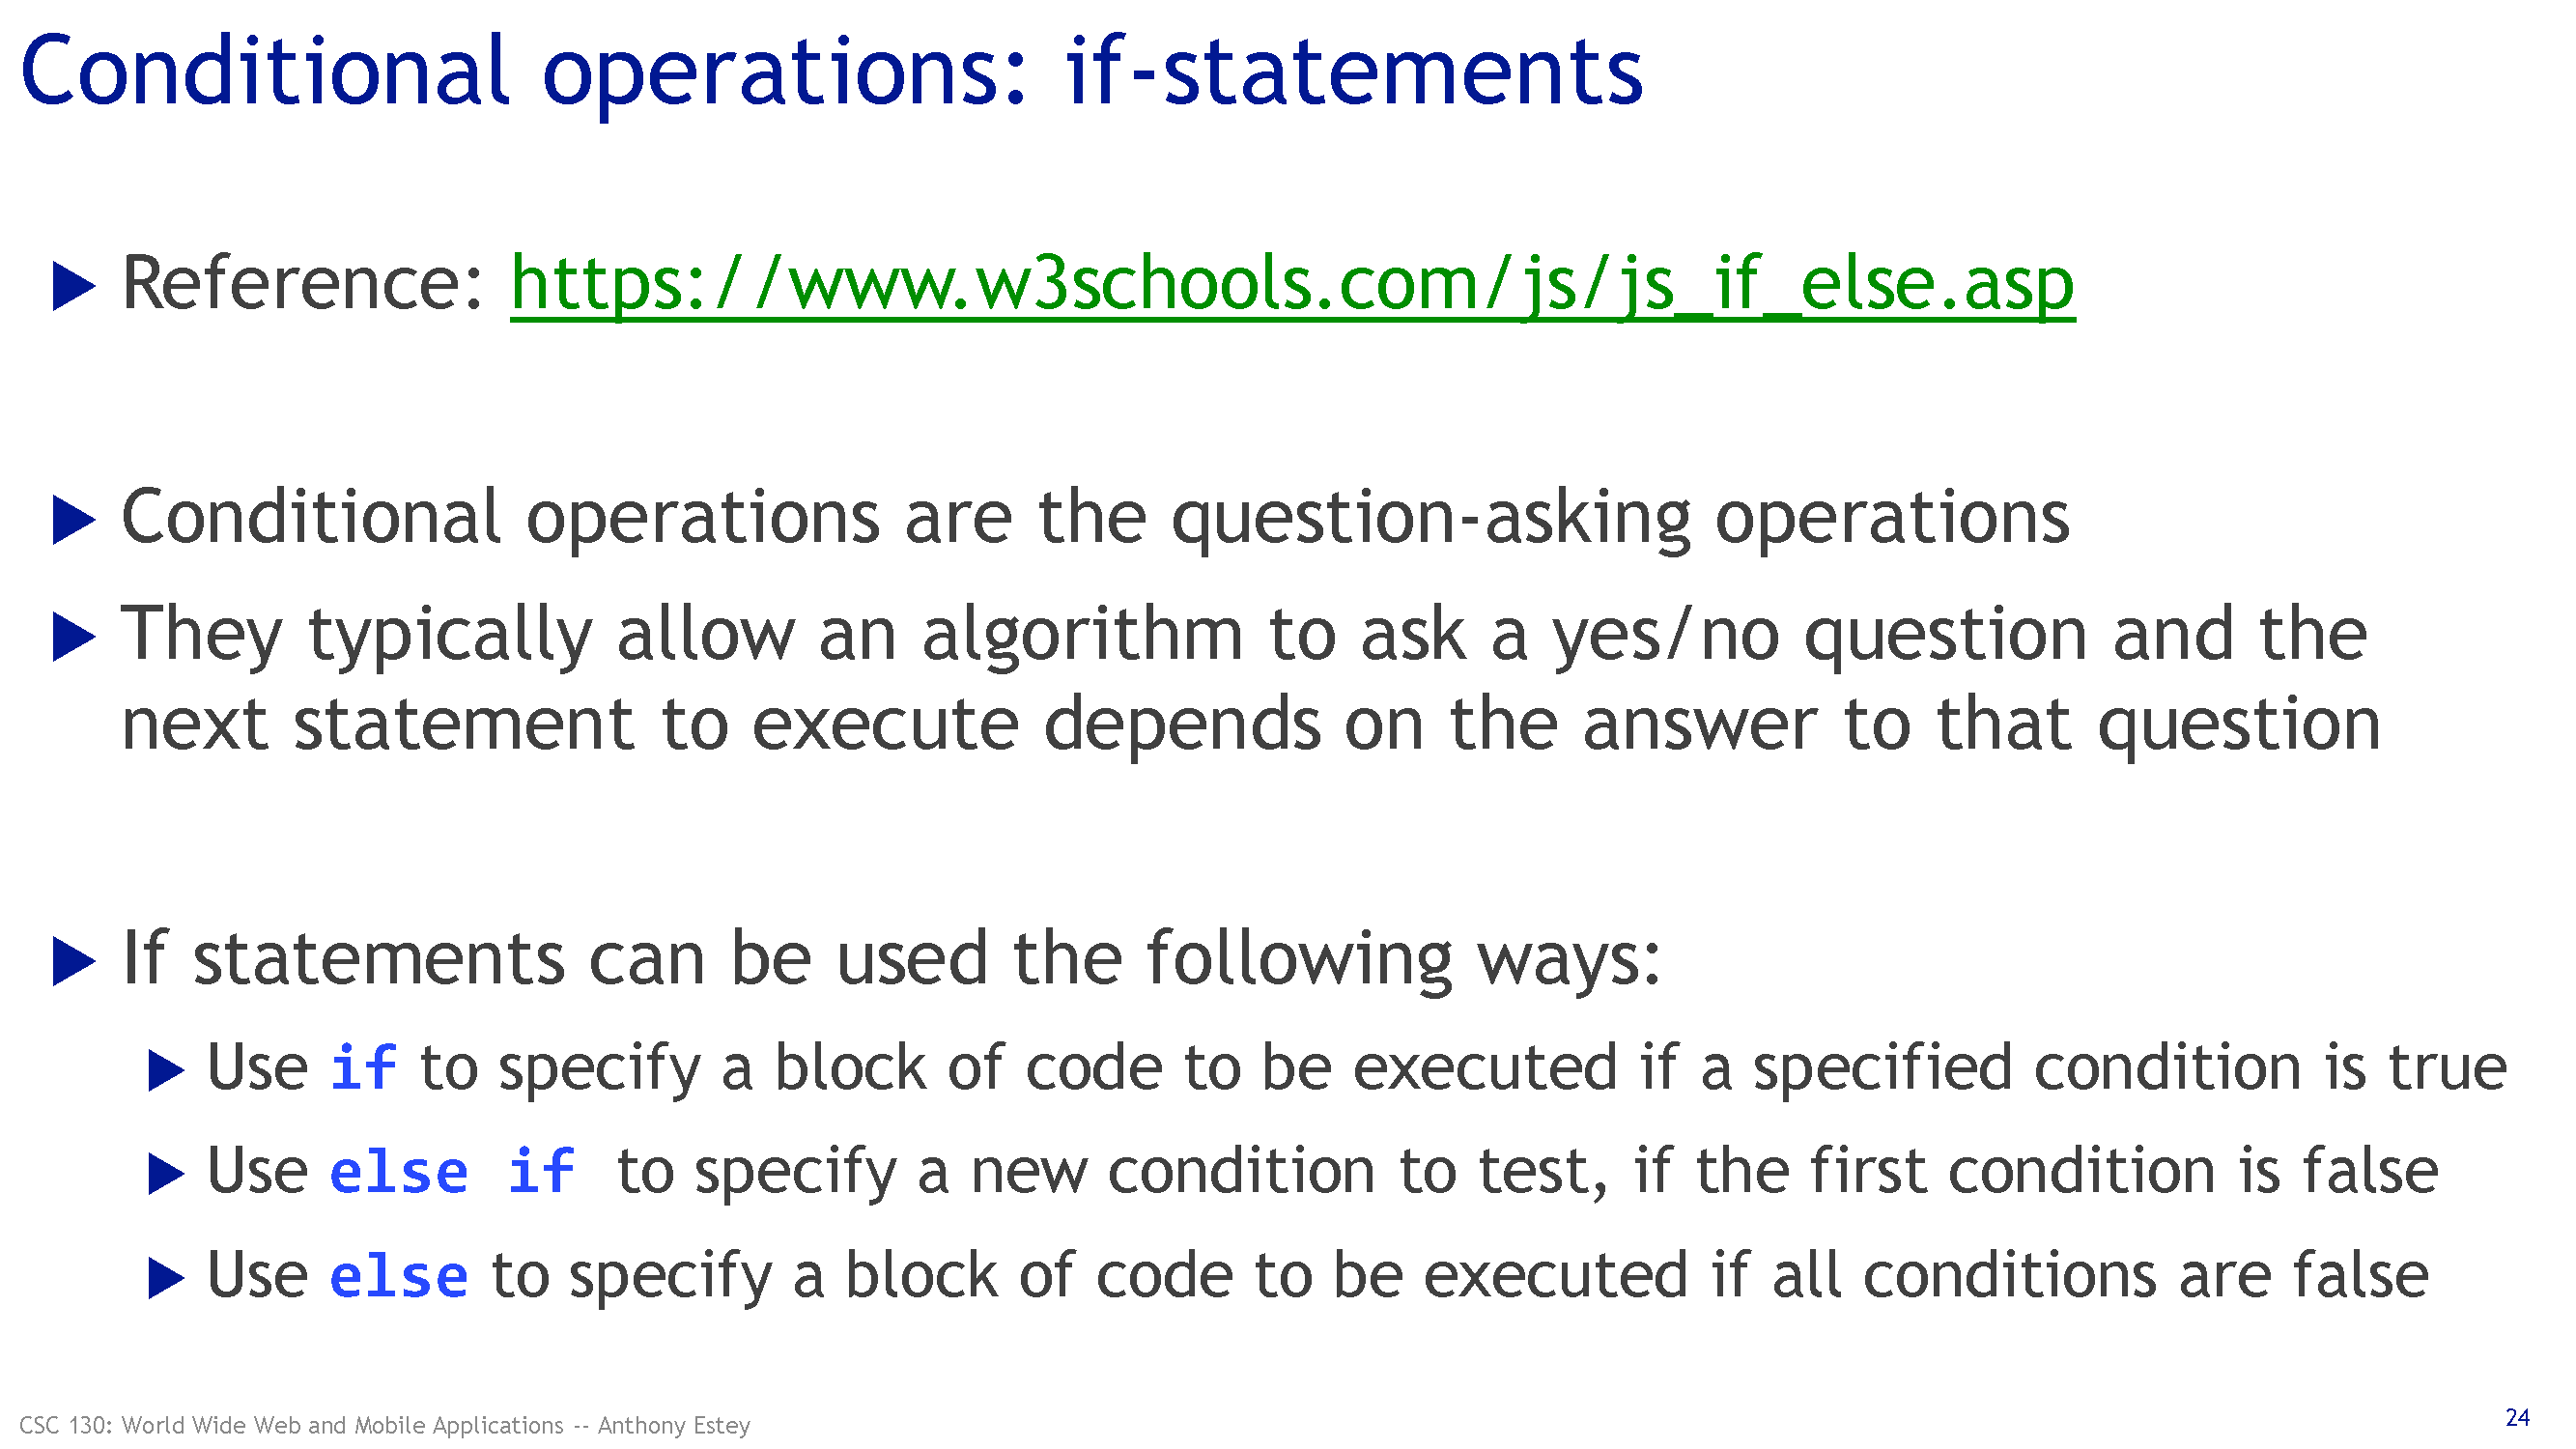 Conditional operations: if-statements
Reference: https://www.w3schools.com/js/js_if_else.asp
Conditional operations are the question-asking operations
They typically allow an algorithm to ask a yes/no question and the
next statement to execute depends on the answer to that question
If statements can be used the following ways:
Use if to specify a block of code to be executed if a specified condition is true
Use else if to specify a new condition to test, if the first condition is false
Use else to specify a block of code to be executed if all conditions are false
CSC 130: World Wide Web and Mobile Applications -- Anthony Estey
24